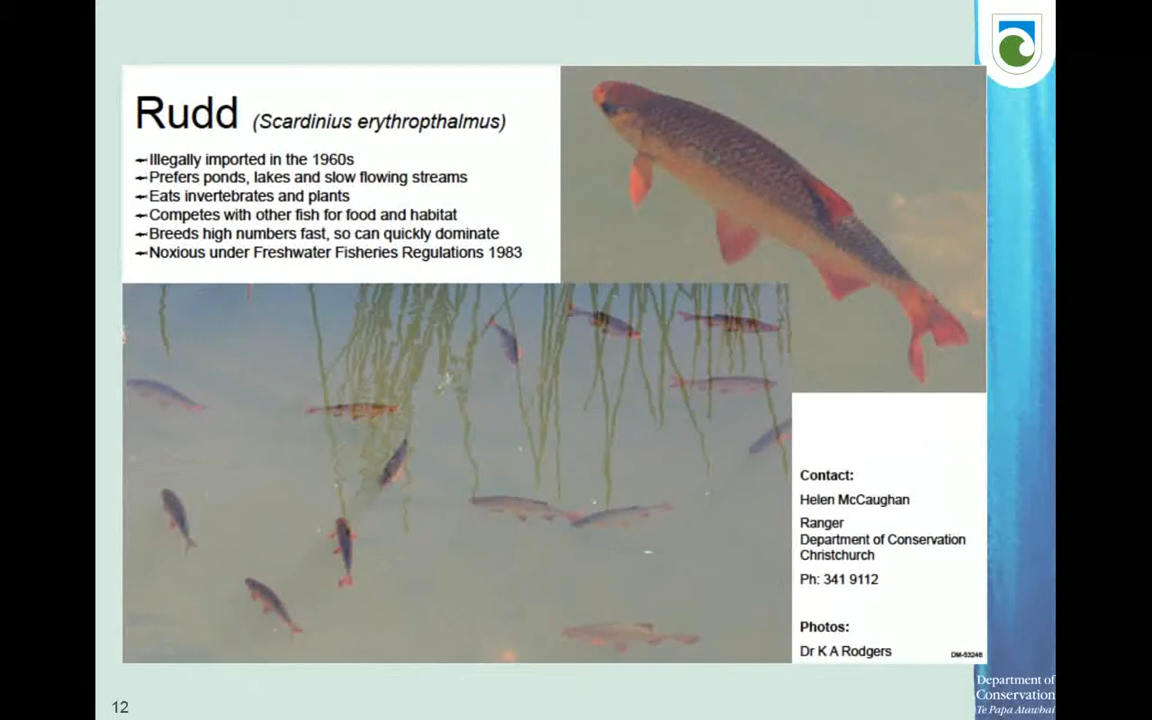 Rudd (Scardinius erythropthalmus)
Illegally imported in the 1960s
Prefers ponds, lakes and slow flowing streams
Eats invertebrates and plants
Competes with other fish for food and habitat
Breeds high numbers fast, so can quickly dominate
Noxious under Freshwater Fisheries Regulations 1983
Contact:
Helen McCaughan
Ranger
Department of Conservation
Christchurch
Ph: 341 9112
Photos:
Dr K A Rodgers
DM-53246
Department of
Conservation
Te Papa Atawhai
12